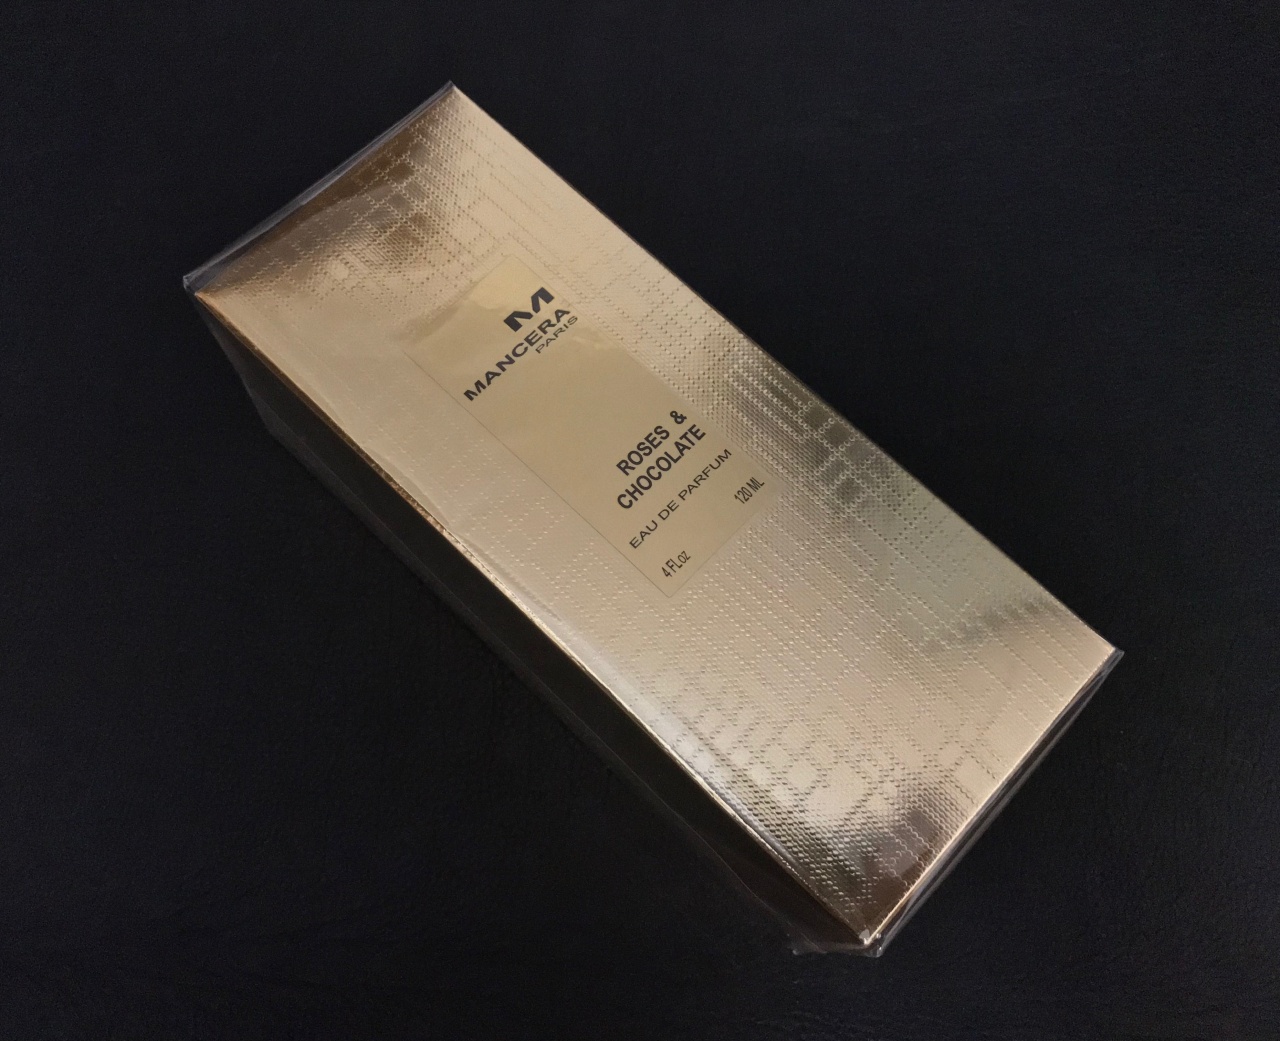 M
MANCERA
PARIS
ROSES &
CHOCOLATE
EAU DE PARFUM
4 FL oz 120 ML